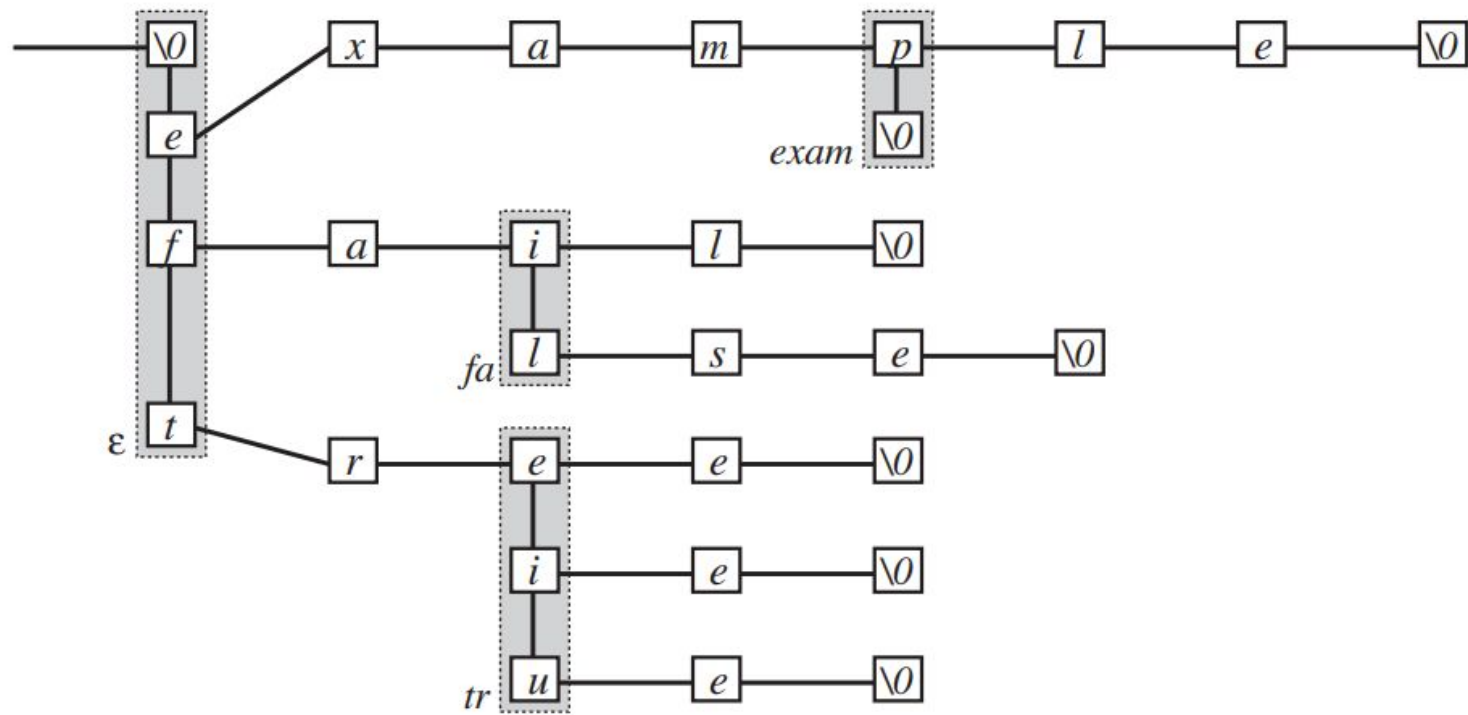 \0 x a m p l e \0
e \0
exam
f a i l \0
l s e \0
fa
t
ε
r e e \0
i e \0
u e \0
tr